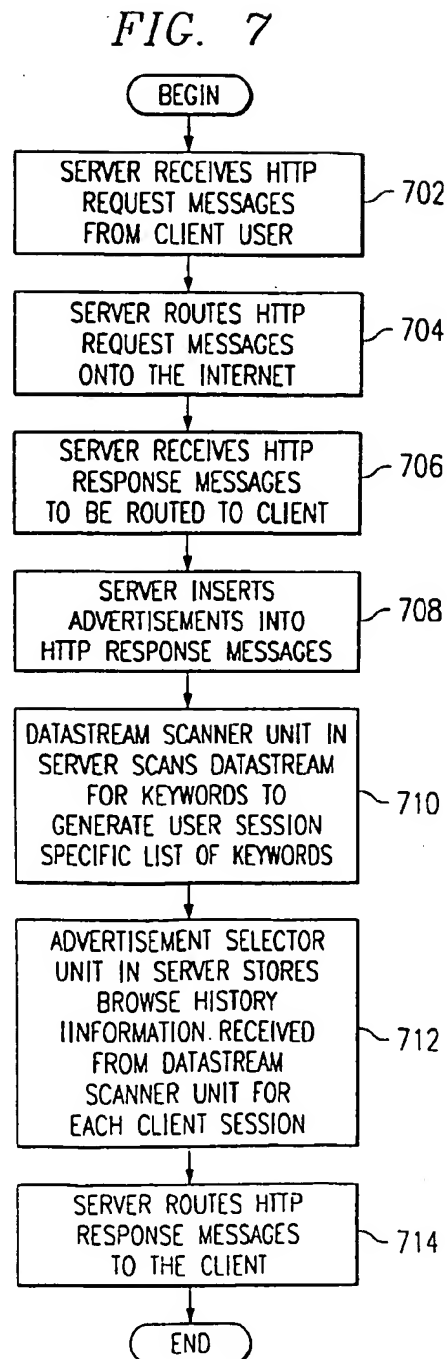 FIG. 7
BEGIN
SERVER RECEIVES HTTP
REQUEST MESSAGES
FROM CLIENT USER
702
SERVER ROUTES HTTP
REQUEST MESSAGES
ONTO THE INTERNET
704
SERVER RECEIVES HTTP
RESPONSE MESSAGES
TO BE ROUTED TO CLIENT
706
SERVER INSERTS
ADVERTISEMENTS INTO
HTTP RESPONSE MESSAGES
708
DATASTREAM SCANNER UNIT IN
SERVER SCANS DATASTREAM
FOR KEYWORDS TO
GENERATE USER SESSION
SPECIFIC LIST OF KEYWORDS
710
ADVERTISEMENT SELECTOR
UNIT IN SERVER STORES
BROWSE HISTORY
IINFORMATION RECEIVED
FROM DATASTREAM
SCANNER UNIT FOR
EACH CLIENT SESSION
712
SERVER ROUTES HTTP
RESPONSE MESSAGES
TO THE CLIENT
714
END